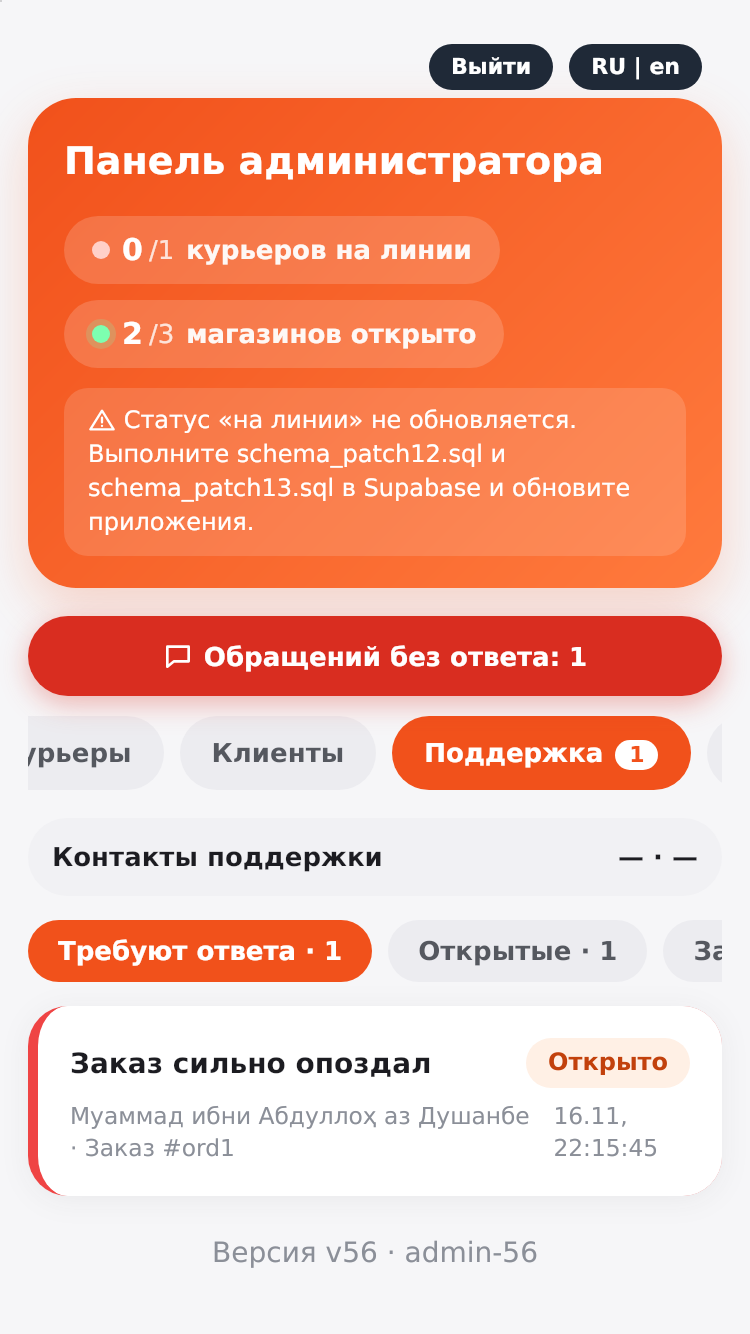 Выйти
RU | en
Панель администратора
0 /1 курьеров на линии
2 /3 магазинов открыто
Статус «на линии» не обновляется.
Выполните schema_patch12.sql и
schema_patch13.sql в Supabase и обновите
приложения.
Обращений без ответа: 1
урьеры
Клиенты
Поддержка 1
Контакты поддержки
— · —
Требуют ответа · 1
Открытые · 1
За
Заказ сильно опоздал
Открыто
Муаммад ибни Абдуллоҳ аз Душанбе
· Заказ #ord1
16.11,
22:15:45
Версия v56 · admin-56